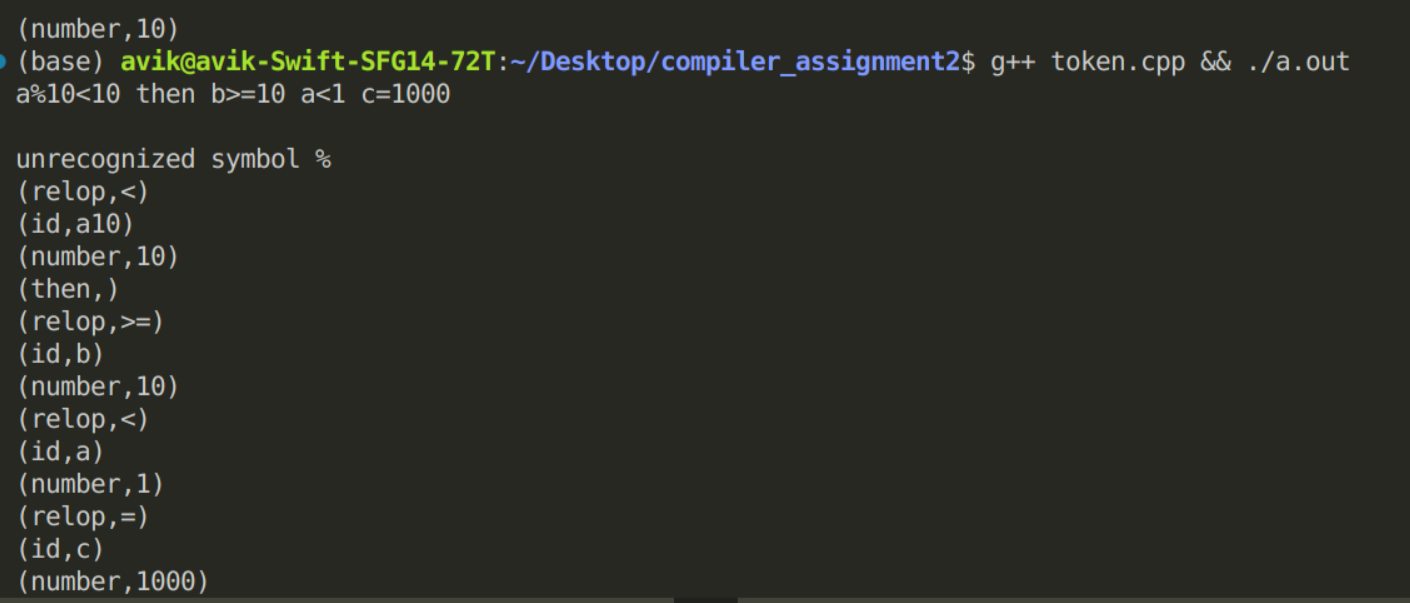 (number,10)
(base) avik@avik-Swift-SFG14-72T:~/Desktop/compiler_assignment2$ g++ token.cpp && ./a.out
a%10<10 then b>=10 a<1 c=1000
unrecognized symbol %
(relop,<)
(id,a10)
(number,10)
(then,)
(relop,>=)
(id,b)
(number,10)
(relop,<)
(id,a)
(number,1)
(relop,=)
(id,c)
(number,1000)